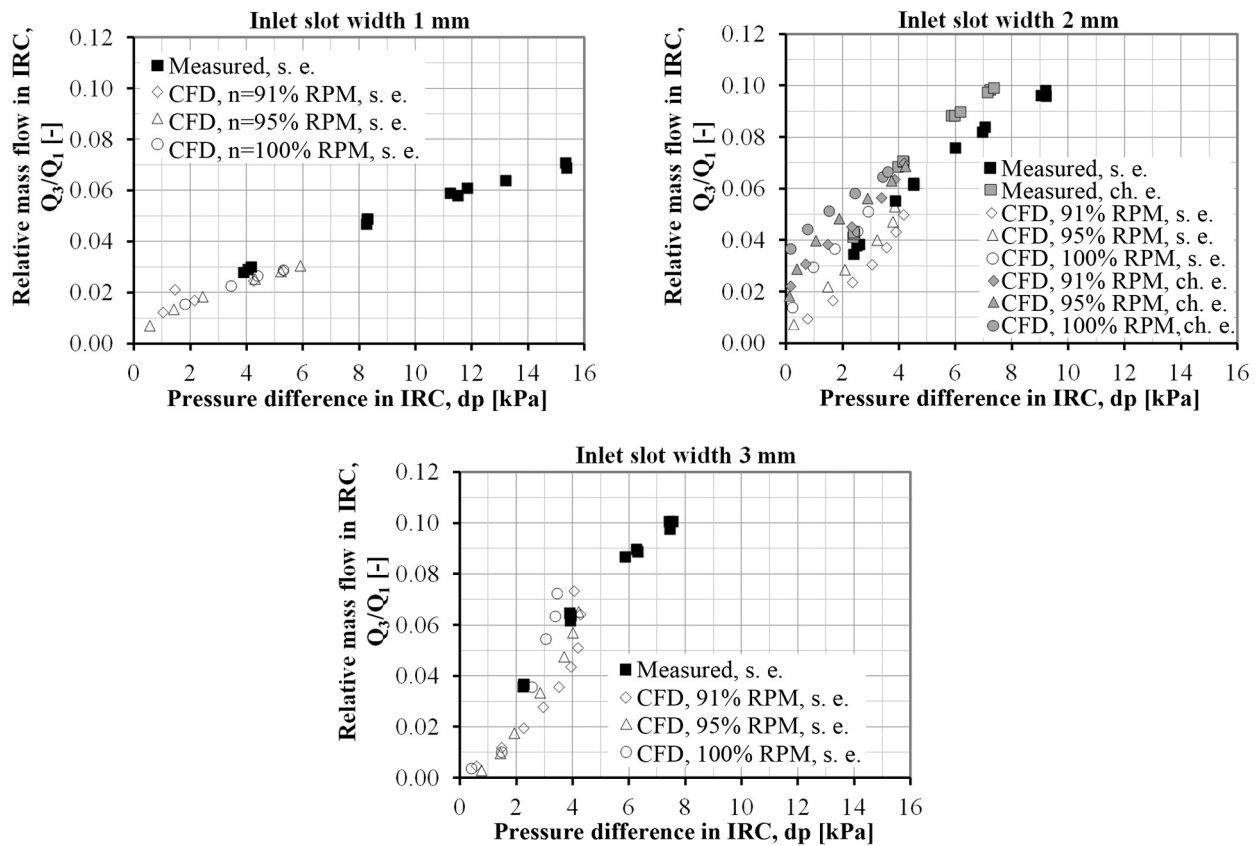 Inlet slot width 1 mm
Relative mass flow in IRC,
Q3/Q1 [-]
0.12
0.10
0.08
0.06
0.04
0.02
0.00
Measured, s. e.
CFD, n=91% RPM, s. e.
CFD, n=95% RPM, s. e.
CFD, n=100% RPM, s. e.
0 2 4 6 8 10 12 14 16
Pressure difference in IRC, dp [kPa]
Inlet slot width 2 mm
Relative mass flow in IRC,
Q3/Q1 [-]
0.12
0.10
0.08
0.06
0.04
0.02
0.00
Measured, s. e.
Measured, ch. e.
CFD, 91% RPM, s. e.
CFD, 95% RPM, s. e.
CFD, 100% RPM, s. e.
CFD, 91% RPM, ch. e.
CFD, 95% RPM, ch. e.
CFD, 100% RPM, ch. e.
0 2 4 6 8 10 12 14 16
Pressure difference in IRC, dp [kPa]
Inlet slot width 3 mm
Relative mass flow in IRC,
Q3/Q1 [-]
0.12
0.10
0.08
0.06
0.04
0.02
0.00
Measured, s. e.
CFD, 91% RPM, s. e.
CFD, 95% RPM, s. e.
CFD, 100% RPM, s. e.
0 2 4 6 8 10 12 14 16
Pressure difference in IRC, dp [kPa]